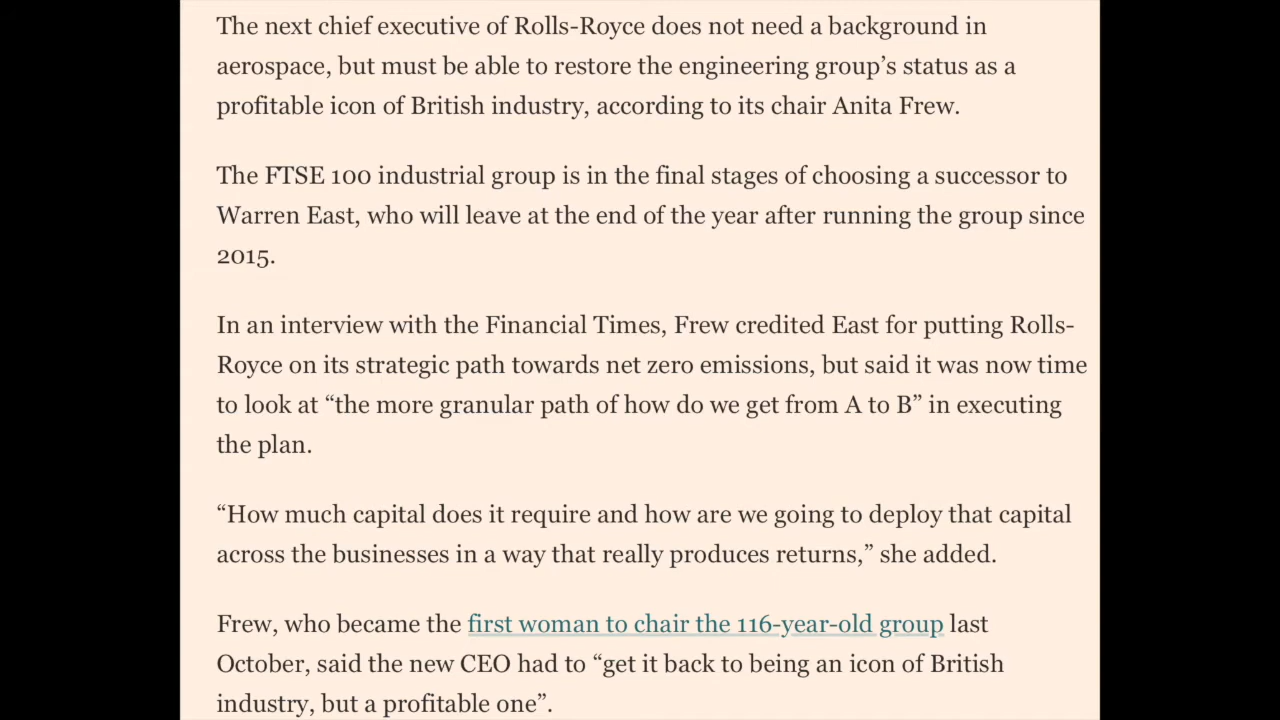 The next chief executive of Rolls-Royce does not need a background in
aerospace, but must be able to restore the engineering group’s status as a
profitable icon of British industry, according to its chair Anita Frew.
The FTSE 100 industrial group is in the final stages of choosing a successor to
Warren East, who will leave at the end of the year after running the group since
2015.
In an interview with the Financial Times, Frew credited East for putting Rolls-
Royce on its strategic path towards net zero emissions, but said it was now time
to look at “the more granular path of how do we get from A to B” in executing
the plan.
“How much capital does it require and how are we going to deploy that capital
across the businesses in a way that really produces returns,” she added.
Frew, who became the first woman to chair the 116-year-old group last
October, said the new CEO had to “get it back to being an icon of British
industry, but a profitable one”.